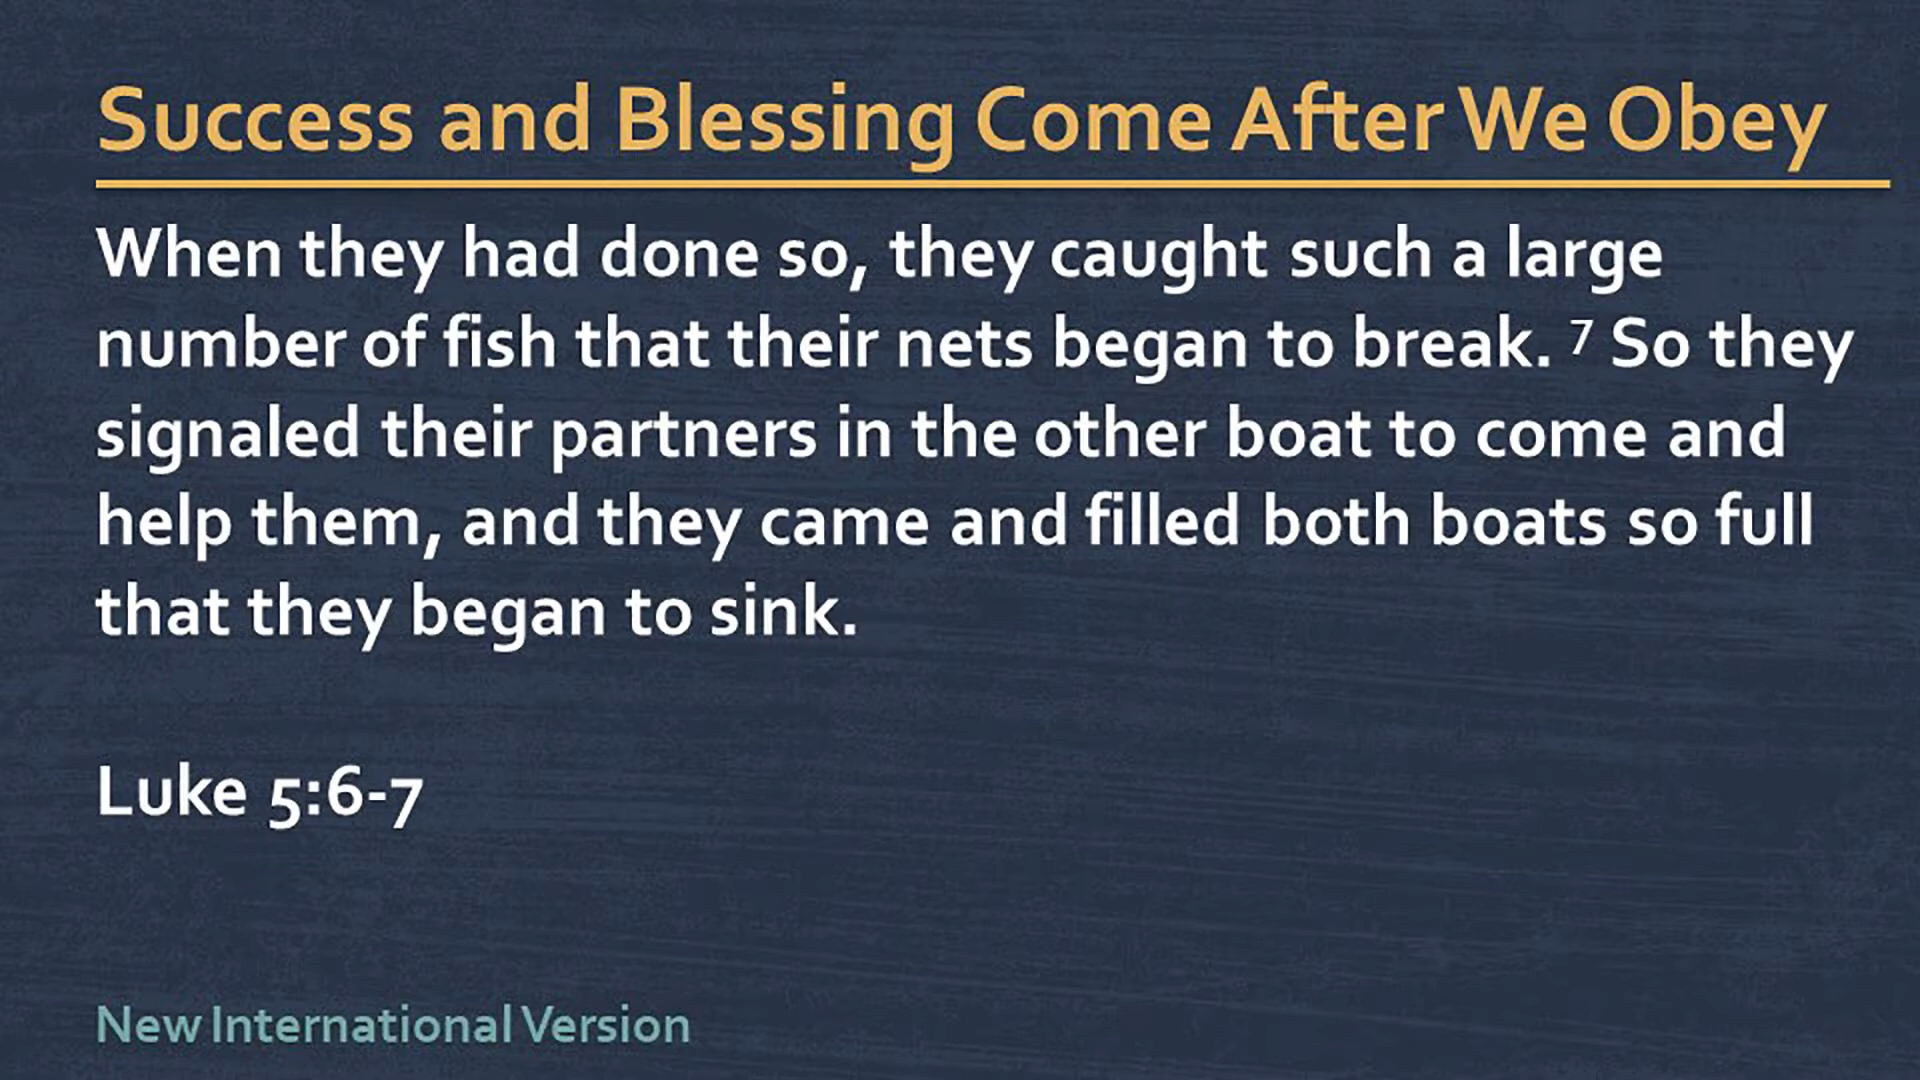 Success and Blessing Come After We Obey
When they had done so, they caught such a large
number of fish that their nets began to break. ⁷ So they
signaled their partners in the other boat to come and
help them, and they came and filled both boats so full
that they began to sink.
Luke 5:6-7
New International Version